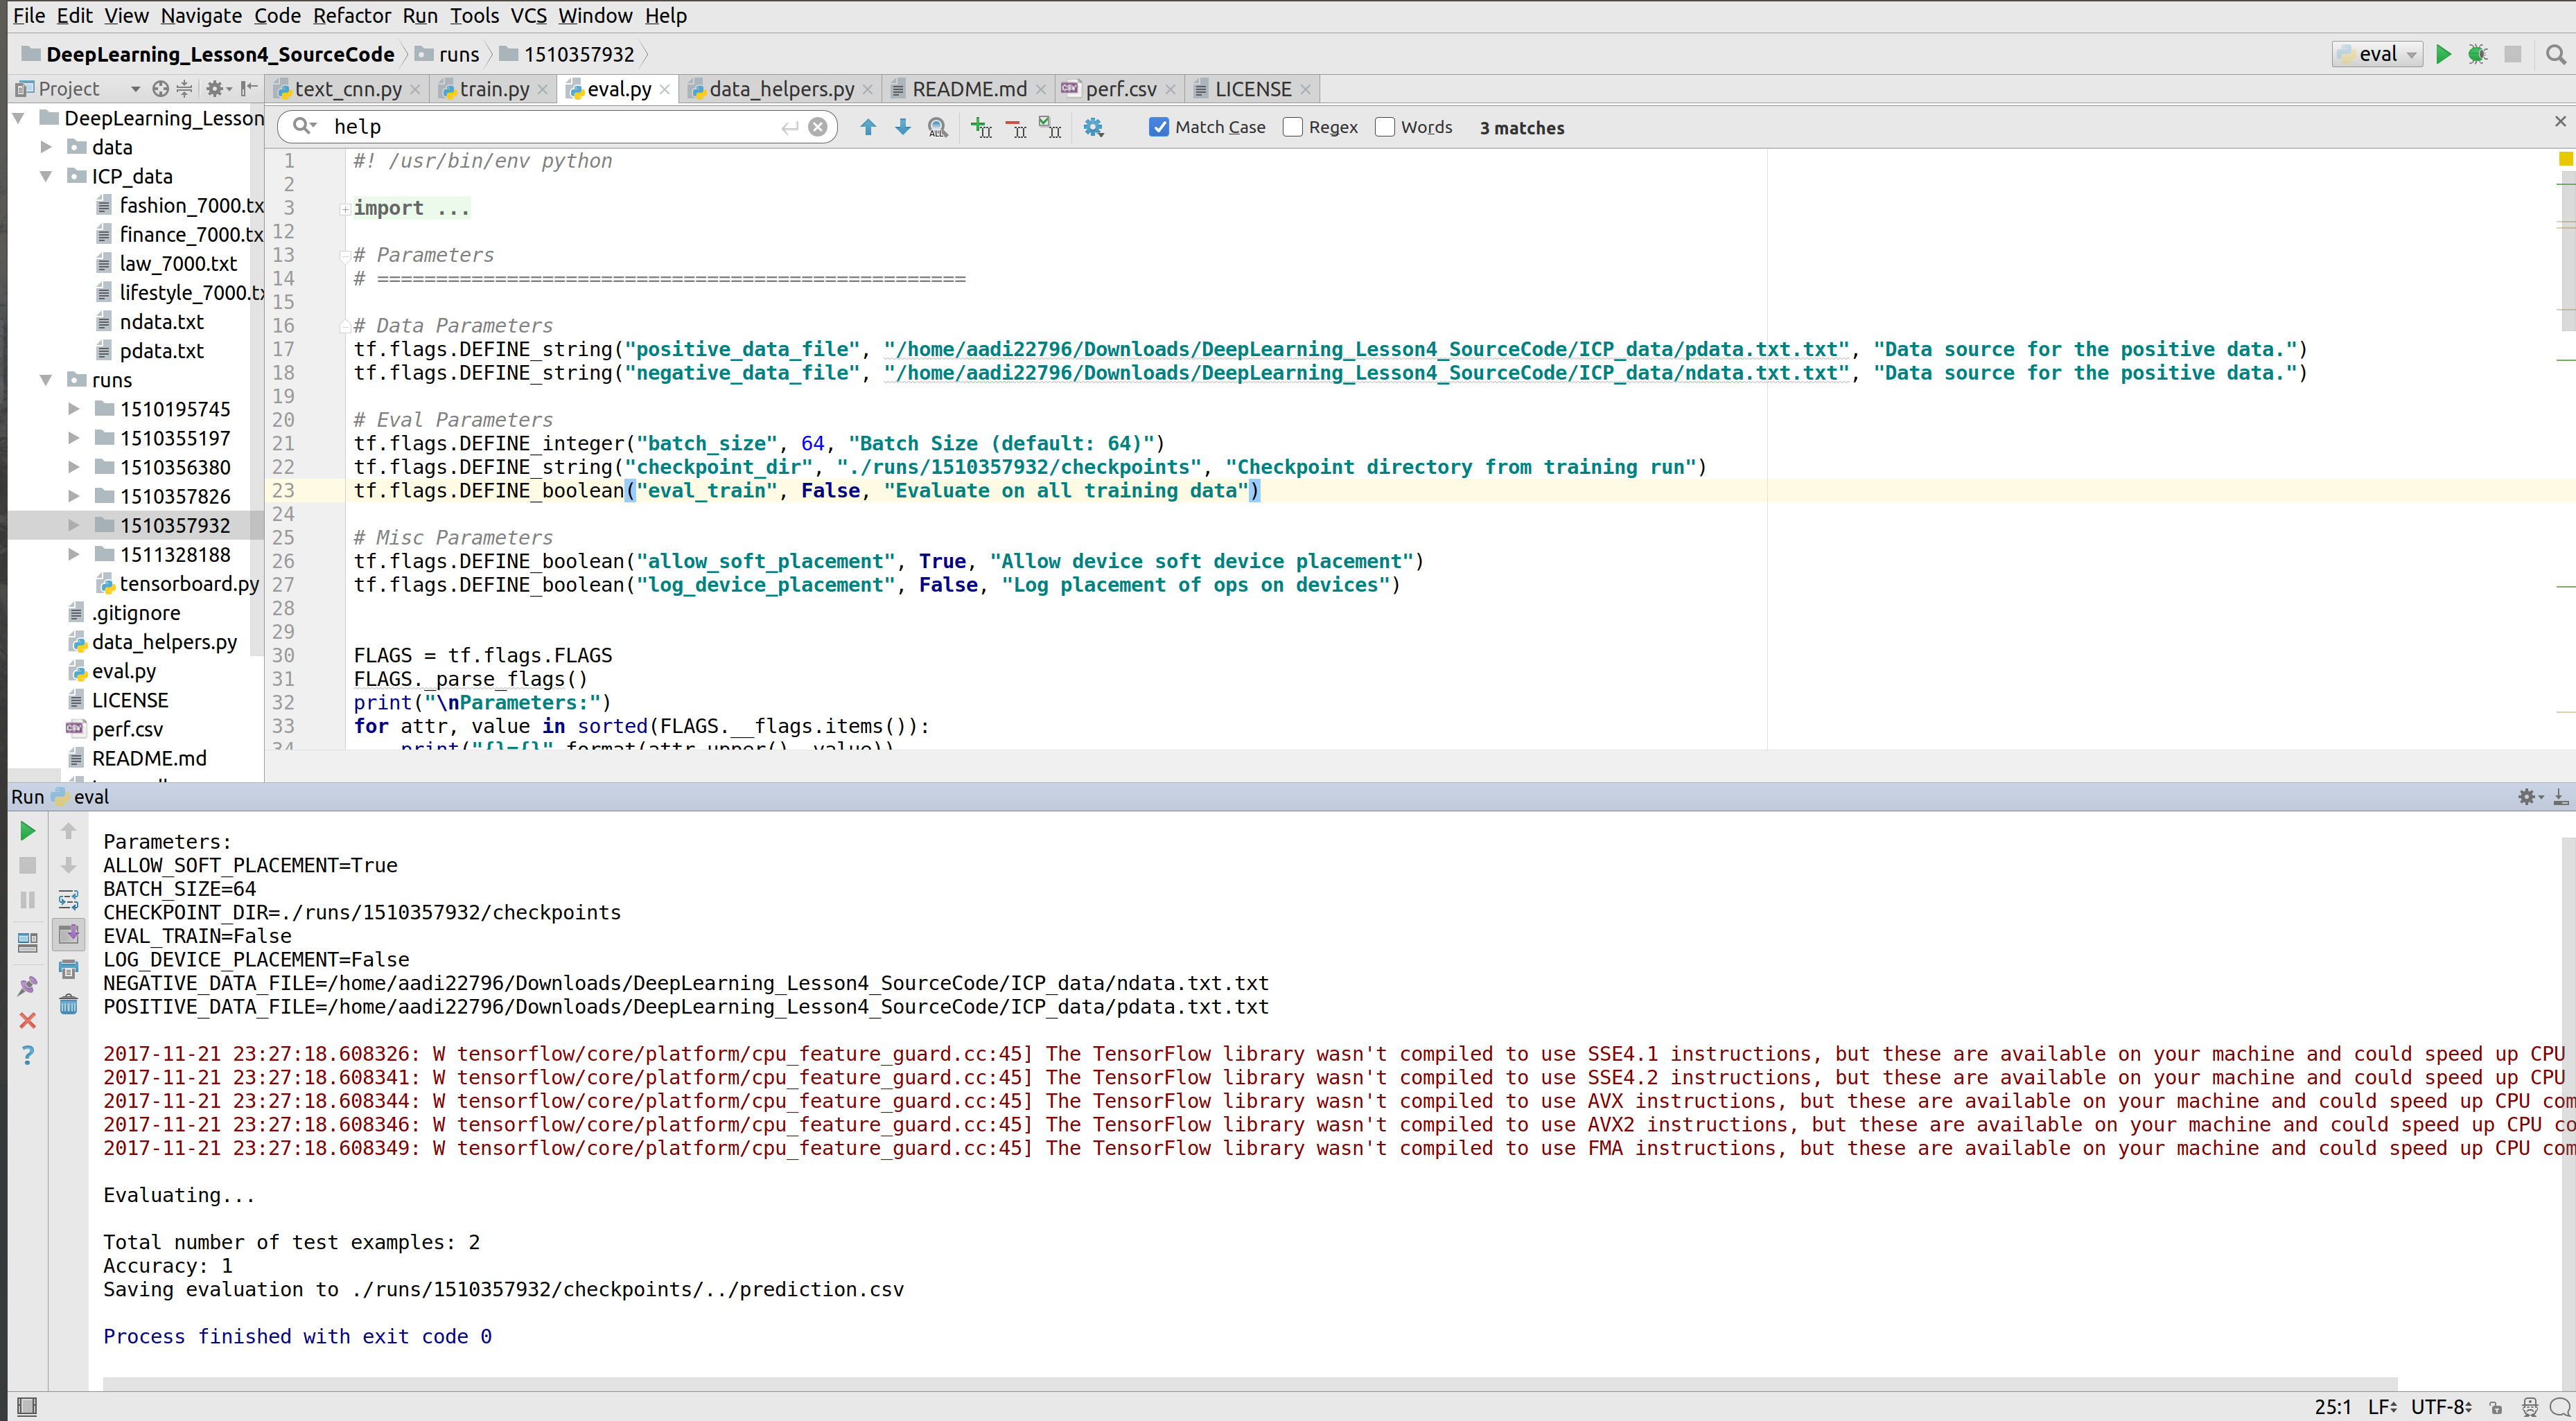 File Edit View Navigate Code Refactor Run Tools VCS Window Help
DeepLearning_Lesson4_SourceCode runs 1510357932 eval
Project text_cnn.py train.py eval.py data_helpers.py README.md perf.csv LICENSE
DeepLearning_Lesson
data
ICP_data
fashion_7000.tx
finance_7000.tx
law_7000.txt
lifestyle_7000.tx
ndata.txt
pdata.txt
runs
1510195745
1510355197
1510356380
1510357826
1510357932
1511328188
tensorboard.py
.gitignore
data_helpers.py
eval.py
LICENSE
perf.csv
README.md
help Match Case Regex Words 3 matches
1 #! /usr/bin/env python
2
3 import ...
12
13 # Parameters
14 # ==================================================
15
16 # Data Parameters
17 tf.flags.DEFINE_string("positive_data_file", "/home/aadi22796/Downloads/DeepLearning_Lesson4_SourceCode/ICP_data/pdata.txt.txt", "Data source for the positive data.")
18 tf.flags.DEFINE_string("negative_data_file", "/home/aadi22796/Downloads/DeepLearning_Lesson4_SourceCode/ICP_data/ndata.txt.txt", "Data source for the positive data.")
19
20 # Eval Parameters
21 tf.flags.DEFINE_integer("batch_size", 64, "Batch Size (default: 64)")
22 tf.flags.DEFINE_string("checkpoint_dir", "./runs/1510357932/checkpoints", "Checkpoint directory from training run")
23 tf.flags.DEFINE_boolean("eval_train", False, "Evaluate on all training data")
24
25 # Misc Parameters
26 tf.flags.DEFINE_boolean("allow_soft_placement", True, "Allow device soft device placement")
27 tf.flags.DEFINE_boolean("log_device_placement", False, "Log placement of ops on devices")
28
29
30 FLAGS = tf.flags.FLAGS
31 FLAGS._parse_flags()
32 print("\nParameters:")
33 for attr, value in sorted(FLAGS.__flags.items()):
34 print("{}={}".format(attr.upper(), value))
Run eval
Parameters:
ALLOW_SOFT_PLACEMENT=True
BATCH_SIZE=64
CHECKPOINT_DIR=./runs/1510357932/checkpoints
EVAL_TRAIN=False
LOG_DEVICE_PLACEMENT=False
NEGATIVE_DATA_FILE=/home/aadi22796/Downloads/DeepLearning_Lesson4_SourceCode/ICP_data/ndata.txt.txt
POSITIVE_DATA_FILE=/home/aadi22796/Downloads/DeepLearning_Lesson4_SourceCode/ICP_data/pdata.txt.txt
2017-11-21 23:27:18.608326: W tensorflow/core/platform/cpu_feature_guard.cc:45] The TensorFlow library wasn't compiled to use SSE4.1 instructions, but these are available on your machine and could speed up CPU
2017-11-21 23:27:18.608341: W tensorflow/core/platform/cpu_feature_guard.cc:45] The TensorFlow library wasn't compiled to use SSE4.2 instructions, but these are available on your machine and could speed up CPU
2017-11-21 23:27:18.608344: W tensorflow/core/platform/cpu_feature_guard.cc:45] The TensorFlow library wasn't compiled to use AVX instructions, but these are available on your machine and could speed up CPU com
2017-11-21 23:27:18.608346: W tensorflow/core/platform/cpu_feature_guard.cc:45] The TensorFlow library wasn't compiled to use AVX2 instructions, but these are available on your machine and could speed up CPU co
2017-11-21 23:27:18.608349: W tensorflow/core/platform/cpu_feature_guard.cc:45] The TensorFlow library wasn't compiled to use FMA instructions, but these are available on your machine and could speed up CPU com
Evaluating...
Total number of test examples: 2
Accuracy: 1
Saving evaluation to ./runs/1510357932/checkpoints/../prediction.csv
Process finished with exit code 0
25:1 LF UTF-8